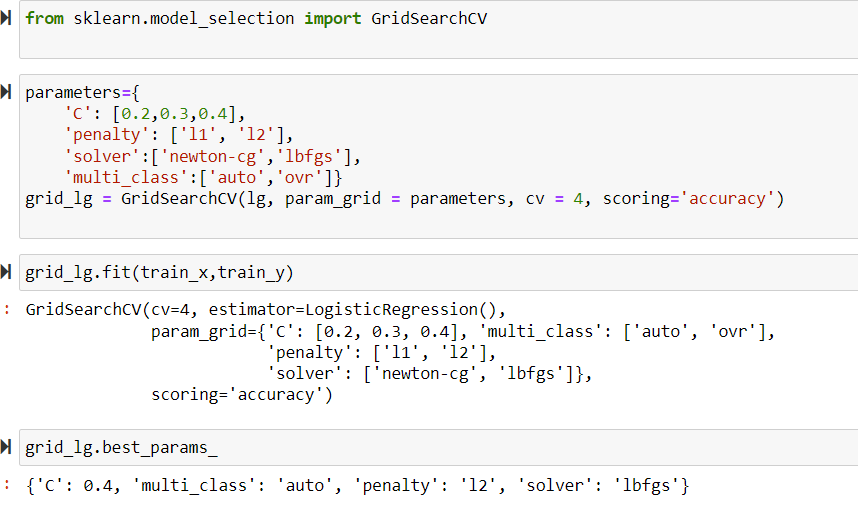 from sklearn.model_selection import GridSearchCV
parameters={
    'C': [0.2,0.3,0.4],
    'penalty': ['l1', 'l2'],
    'solver':['newton-cg','lbfgs'],
    'multi_class':['auto','ovr']}
grid_lg = GridSearchCV(lg, param_grid = parameters, cv = 4, scoring='accuracy')
grid_lg.fit(train_x,train_y)
: GridSearchCV(cv=4, estimator=LogisticRegression(),
             param_grid={'C': [0.2, 0.3, 0.4], 'multi_class': ['auto', 'ovr'],
                         'penalty': ['l1', 'l2'],
                         'solver': ['newton-cg', 'lbfgs']},
             scoring='accuracy')
grid_lg.best_params_
: {'C': 0.4, 'multi_class': 'auto', 'penalty': 'l2', 'solver': 'lbfgs'}